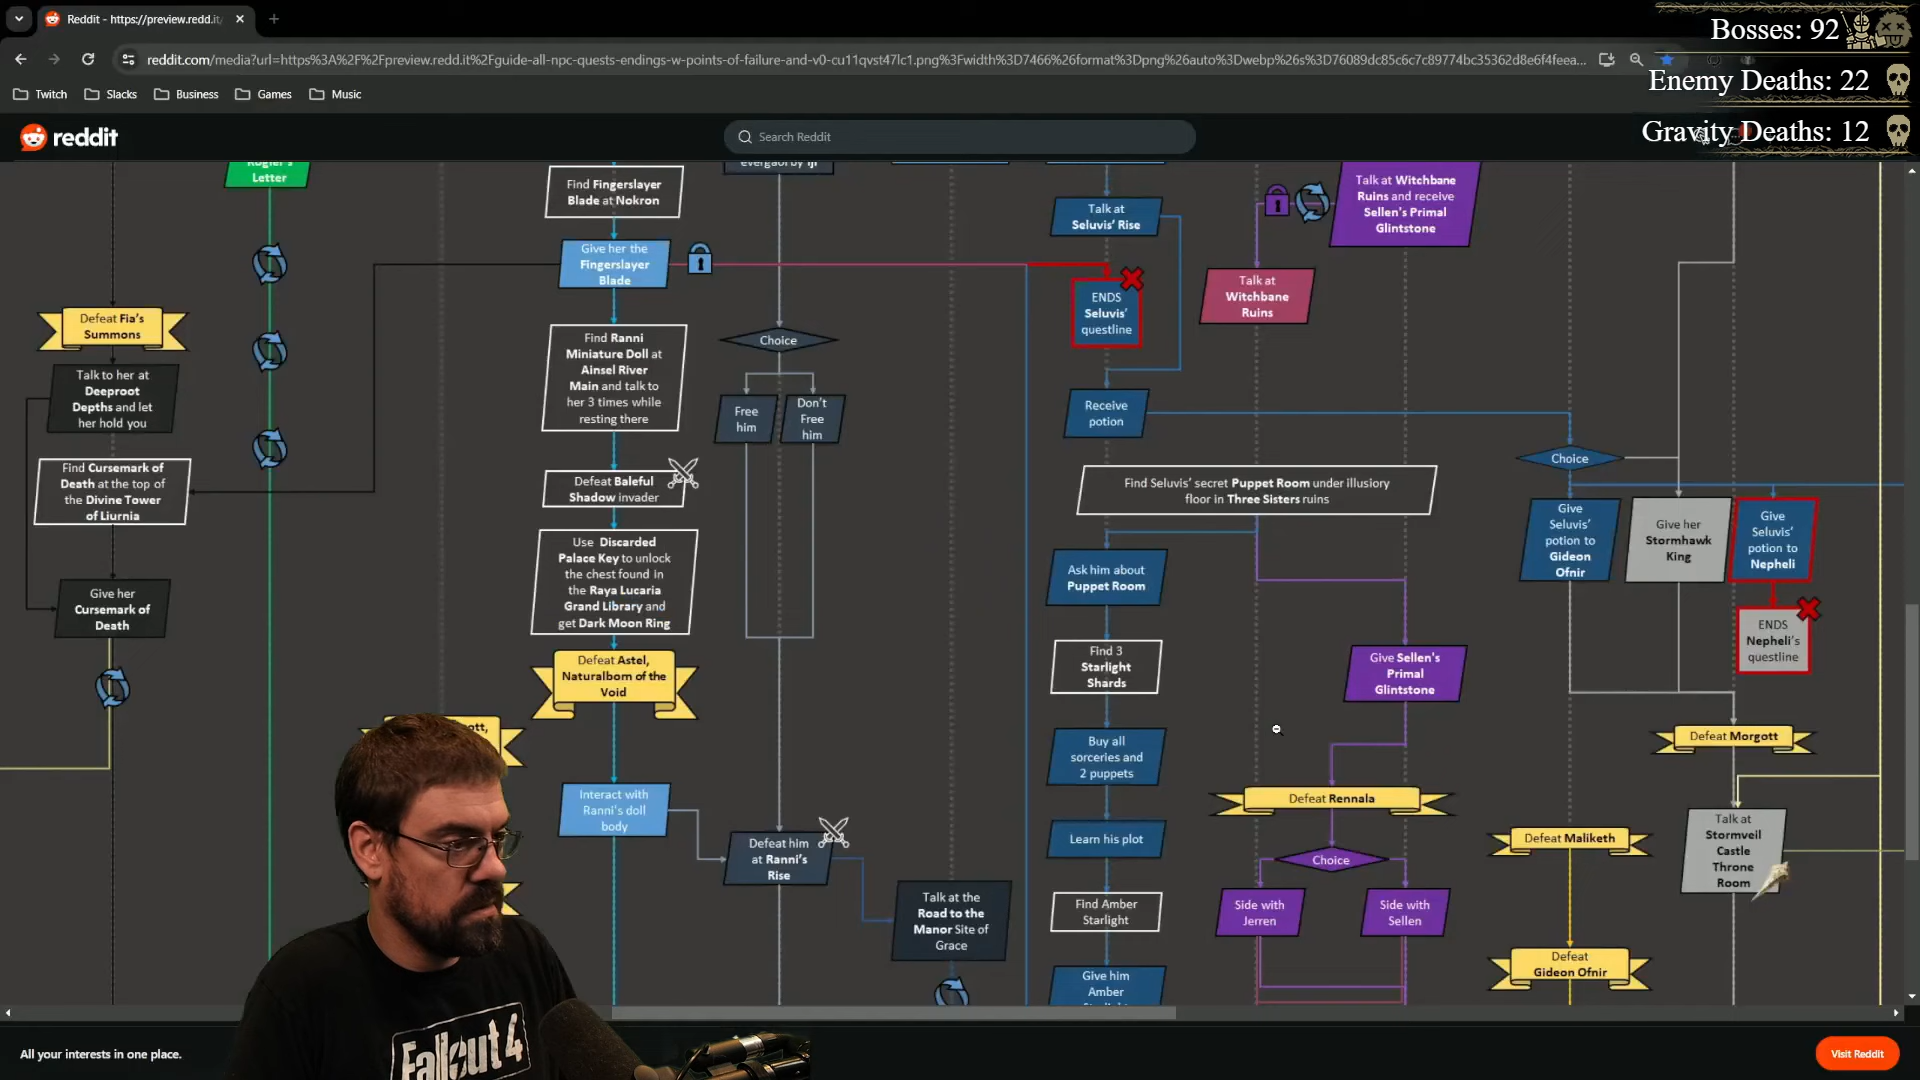 Reddit - https://preview.redd.it/
Bosses: 92
reddit.com/media?url=https%3A%2F%2Fpreview.redd.it%2Fguide-all-npc-quests-endings-w-points-of-failure-and-v0-cu11qvst47lc1.png%3Fwidth%3D7466%26format%3Dpng%26auto%3Dwebp%26s%3D76089dc85c6c7c89774bc35362d8e6f4feea...
Enemy Deaths: 22
Twitch
Slacks
Business
Games
Music
reddit
Search Reddit
Gravity Deaths: 12
Letter
Find Fingerslayer
Blade at Nokron
evergaol by Iji
Talk at
Seluvis' Rise
Talk at Witchbane
Ruins and receive
Sellen's Primal
Glintstone
Give her the
Fingerslayer
Blade
ENDS
Seluvis'
questline
Talk at
Witchbane
Ruins
Defeat Fia's
Summons
Find Ranni
Miniature Doll at
Ainsel River
Main and talk to
her 3 times while
resting there
Choice
Talk to her at
Deeproot
Depths and let
her hold you
Free
him
Don't
Free
him
Receive
potion
Choice
Find Cursemark of
Death at the top of
the Divine Tower
of Liurnia
Defeat Baleful
Shadow invader
Find Seluvis' secret Puppet Room under illusiory
floor in Three Sisters ruins
Give
Seluvis'
potion to
Gideon
Ofnir
Give her
Stormhawk
King
Give
Seluvis'
potion to
Nepheli
Use Discarded
Palace Key to unlock
the chest found in
the Raya Lucaria
Grand Library and
get Dark Moon Ring
Ask him about
Puppet Room
Give her
Cursemark of
Death
Find 3
Starlight
Shards
Give Sellen's
Primal
Glintstone
ENDS
Nepheli's
questline
Defeat Astel,
Naturalborn of the
Void
Buy all
sorceries and
2 puppets
Defeat Morgott
Interact with
Ranni's doll
body
Defeat Rennala
Defeat him
at Ranni's
Rise
Learn his plot
Choice
Defeat Maliketh
Talk at
Stormveil
Castle
Throne
Room
Talk at the
Road to the
Manor Site of
Grace
Find Amber
Starlight
Side with
Jerren
Side with
Sellen
Defeat
Gideon Ofnir
Give him
Amber
All your interests in one place.
Fallout 4
Visit Reddit